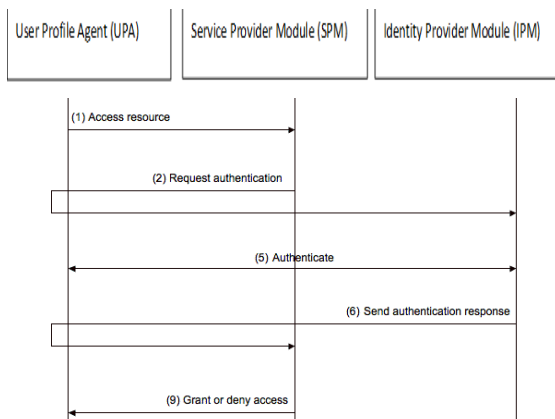 User Profile Agent (UPA)
Service Provider Module (SPM)
Identity Provider Module (IPM)
(1) Access resource
(2) Request authentication
(5) Authenticate
(6) Send authentication response
(9) Grant or deny access